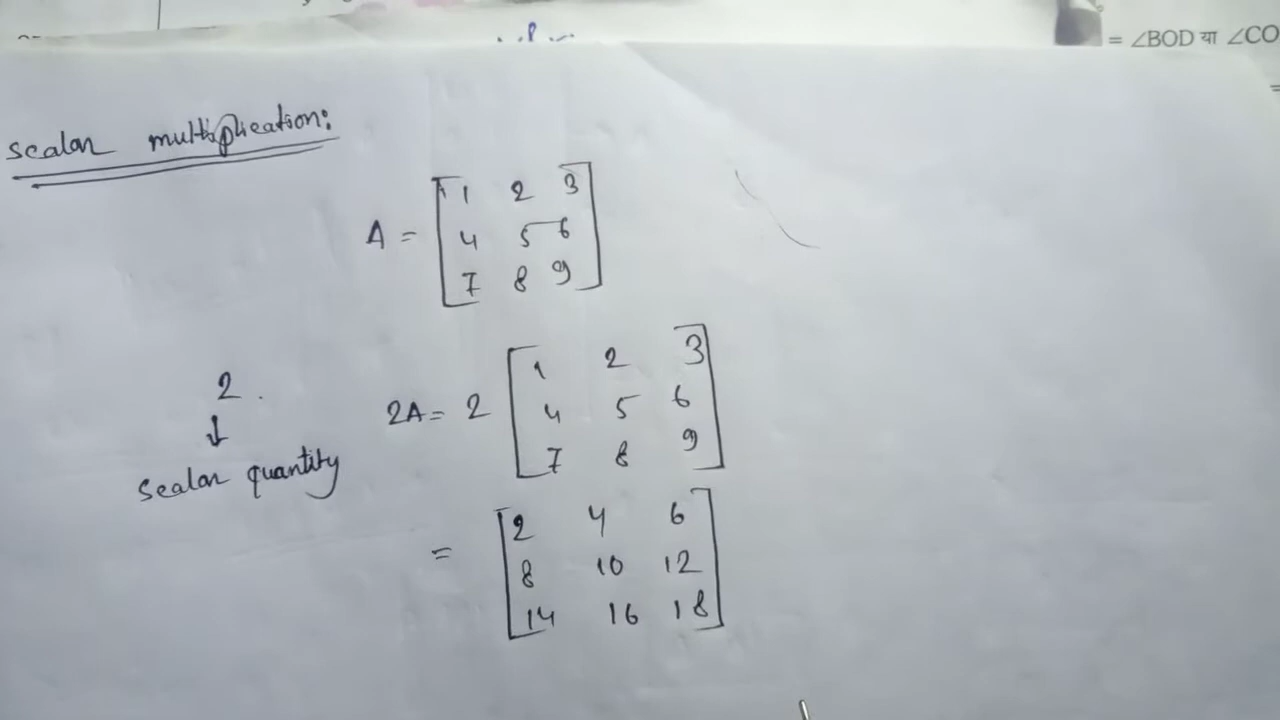 = ∠BOD या ∠CO
scalar multiplication:
A = [1 2 3
4 5 6
7 8 9]
2A = 2 [1 2 3
4 5 6
7 8 9]
2
↓
scalar quantity
= [2 4 6
8 10 12
14 16 18]